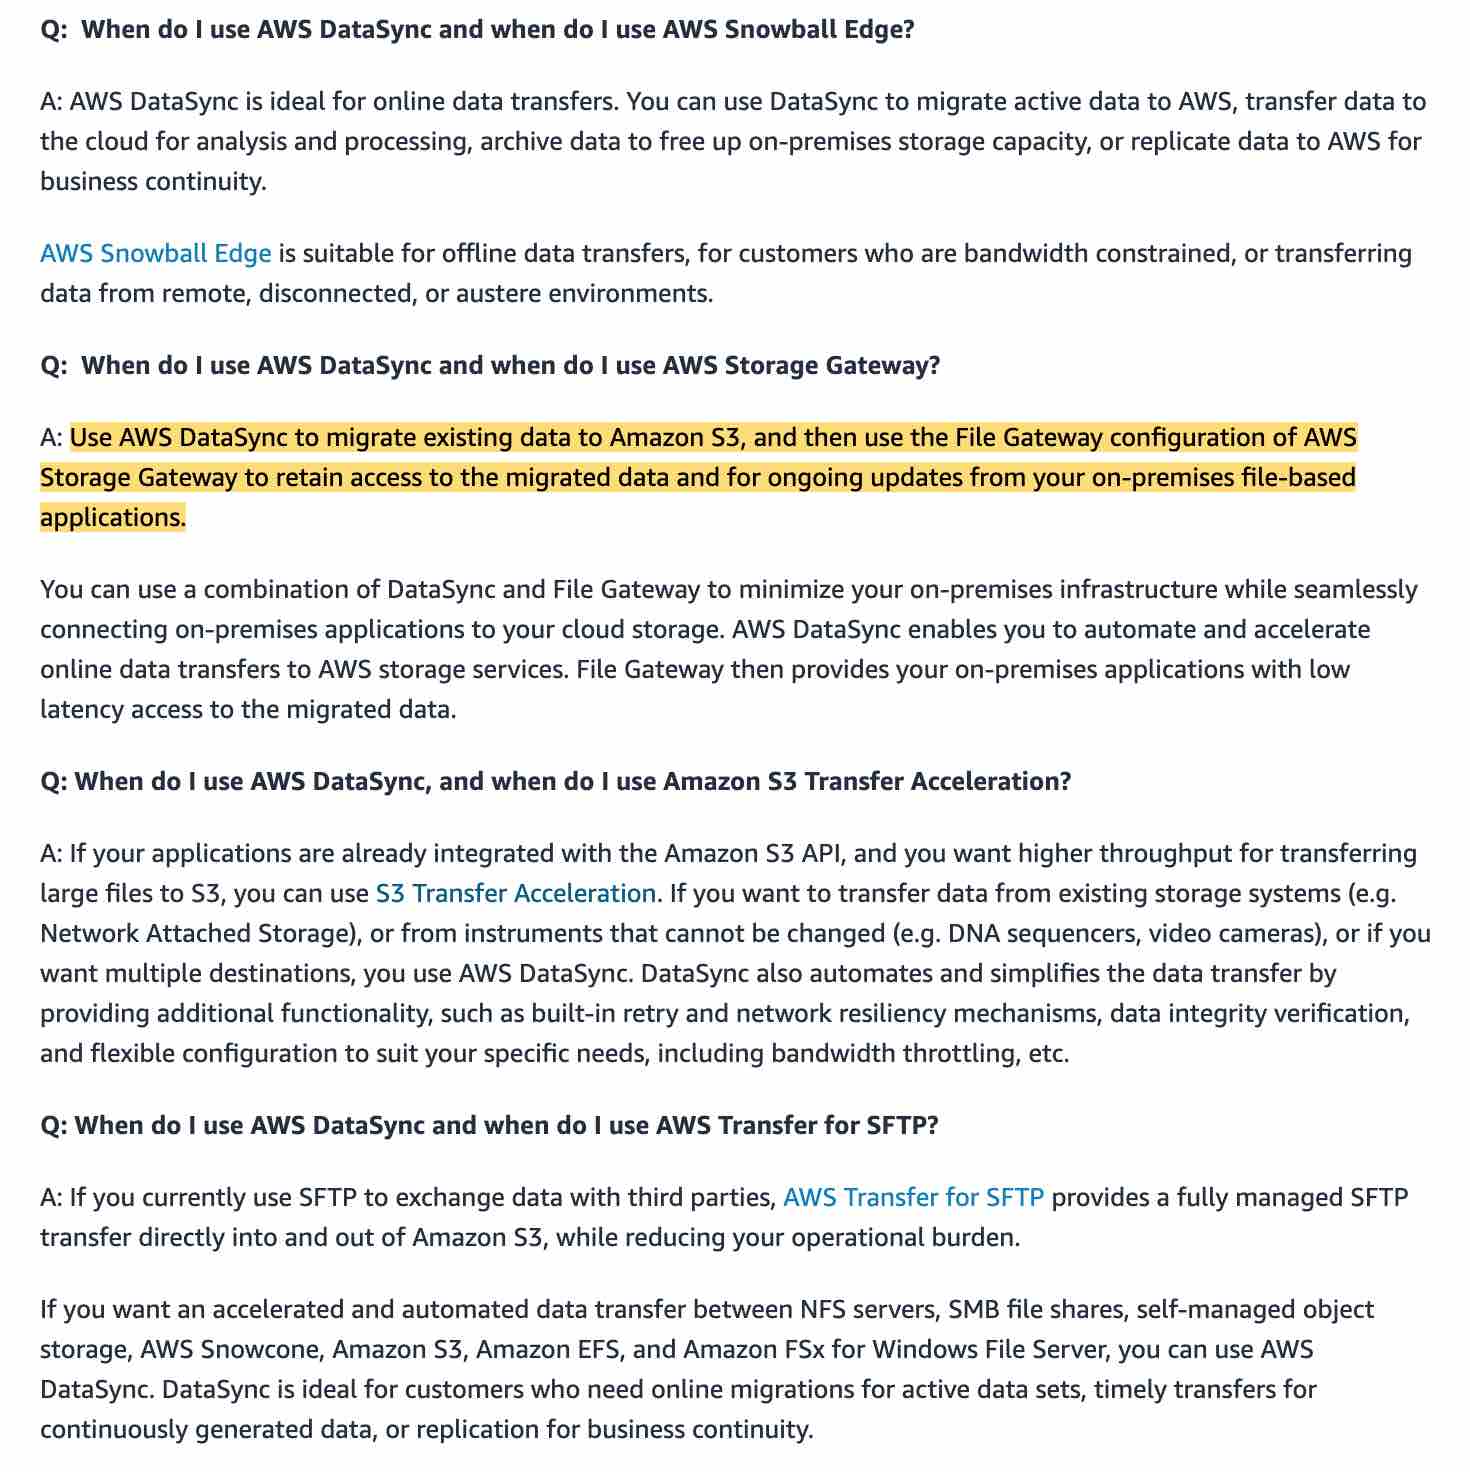 Q:  When do I use AWS DataSync and when do I use AWS Snowball Edge?
A: AWS DataSync is ideal for online data transfers. You can use DataSync to migrate active data to AWS, transfer data to
the cloud for analysis and processing, archive data to free up on-premises storage capacity, or replicate data to AWS for
business continuity.
AWS Snowball Edge is suitable for offline data transfers, for customers who are bandwidth constrained, or transferring
data from remote, disconnected, or austere environments.
Q:  When do I use AWS DataSync and when do I use AWS Storage Gateway?
A: Use AWS DataSync to migrate existing data to Amazon S3, and then use the File Gateway configuration of AWS
Storage Gateway to retain access to the migrated data and for ongoing updates from your on-premises file-based
applications.
You can use a combination of DataSync and File Gateway to minimize your on-premises infrastructure while seamlessly
connecting on-premises applications to your cloud storage. AWS DataSync enables you to automate and accelerate
online data transfers to AWS storage services. File Gateway then provides your on-premises applications with low
latency access to the migrated data.
Q: When do I use AWS DataSync, and when do I use Amazon S3 Transfer Acceleration?
A: If your applications are already integrated with the Amazon S3 API, and you want higher throughput for transferring
large files to S3, you can use S3 Transfer Acceleration. If you want to transfer data from existing storage systems (e.g.
Network Attached Storage), or from instruments that cannot be changed (e.g. DNA sequencers, video cameras), or if you
want multiple destinations, you use AWS DataSync. DataSync also automates and simplifies the data transfer by
providing additional functionality, such as built-in retry and network resiliency mechanisms, data integrity verification,
and flexible configuration to suit your specific needs, including bandwidth throttling, etc.
Q: When do I use AWS DataSync and when do I use AWS Transfer for SFTP?
A: If you currently use SFTP to exchange data with third parties, AWS Transfer for SFTP provides a fully managed SFTP
transfer directly into and out of Amazon S3, while reducing your operational burden.
If you want an accelerated and automated data transfer between NFS servers, SMB file shares, self-managed object
storage, AWS Snowcone, Amazon S3, Amazon EFS, and Amazon FSx for Windows File Server, you can use AWS
DataSync. DataSync is ideal for customers who need online migrations for active data sets, timely transfers for
continuously generated data, or replication for business continuity.